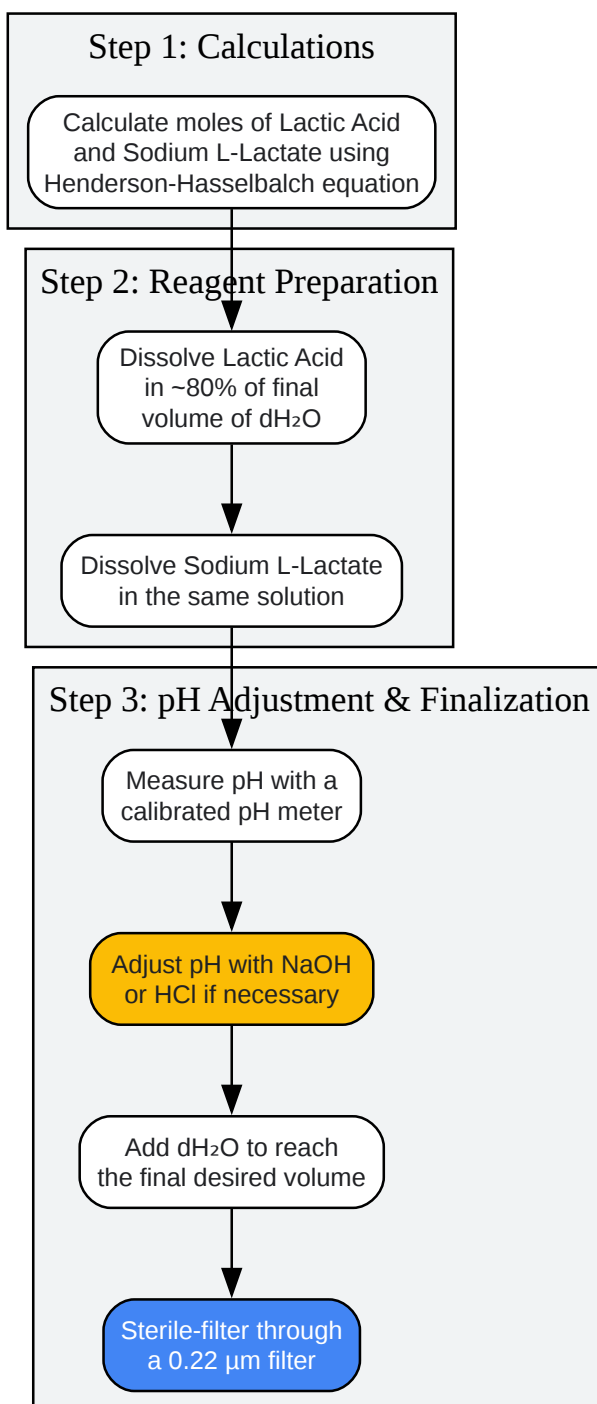 Step 1: Calculations
Calculate moles of Lactic Acid
and Sodium L-Lactate using
Henderson-Hasselbalch equation
Step 2: Reagent Preparation
Dissolve Lactic Acid
in ~80% of final
volume of dH₂O
Dissolve Sodium L-Lactate
in the same solution
Step 3: pH Adjustment & Finalization
Measure pH with a
calibrated pH meter
Adjust pH with NaOH
or HCl if necessary
Add dH₂O to reach
the final desired volume
Sterile-filter through
a 0.22 µm filter